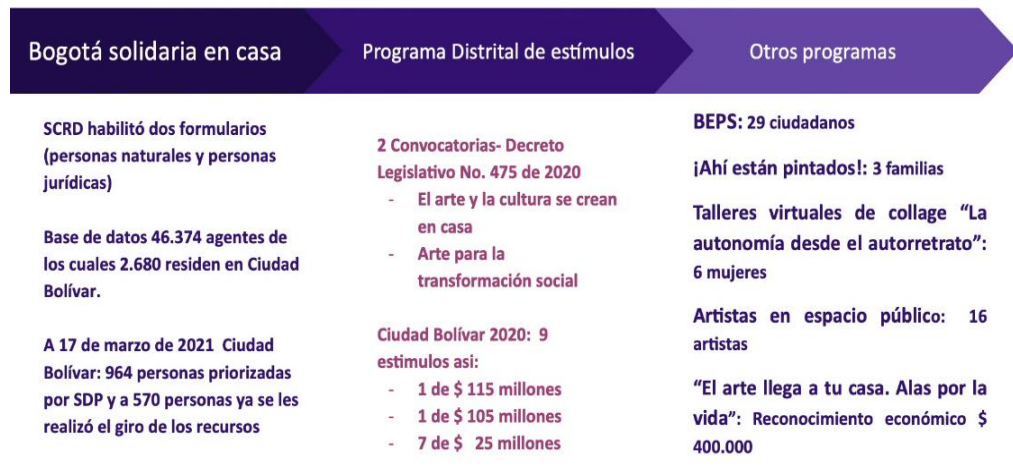 Bogotá solidaria en casa
SCRD habilitó dos formularios
(personas naturales y personas
jurídicas)
Base de datos 46.374 agentes de
los cuales 2.680 residen en Ciudad
Bolívar.
A 17 de marzo de 2021 Ciudad
Bolívar: 964 personas priorizadas
por SDP y a 570 personas ya se les
realizó el giro de los recursos
Programa Distrital de estímulos
2 Convocatorias- Decreto
Legislativo No. 475 de 2020
- El arte y la cultura se crean
en casa
- Arte para la
transformación social
Ciudad Bolívar 2020: 9
estimulos asi:
- 1 de $ 115 millones
- 1 de $ 105 millones
- 7 de $ 25 millones
Otros programas
BEPS: 29 ciudadanos
¡Ahí están pintados!: 3 familias
Talleres virtuales de collage “La
autonomía desde el autorretrato”:
6 mujeres
Artistas en espacio público: 16
artistas
“El arte llega a tu casa. Alas por la
vida”: Reconocimiento económico $
400.000